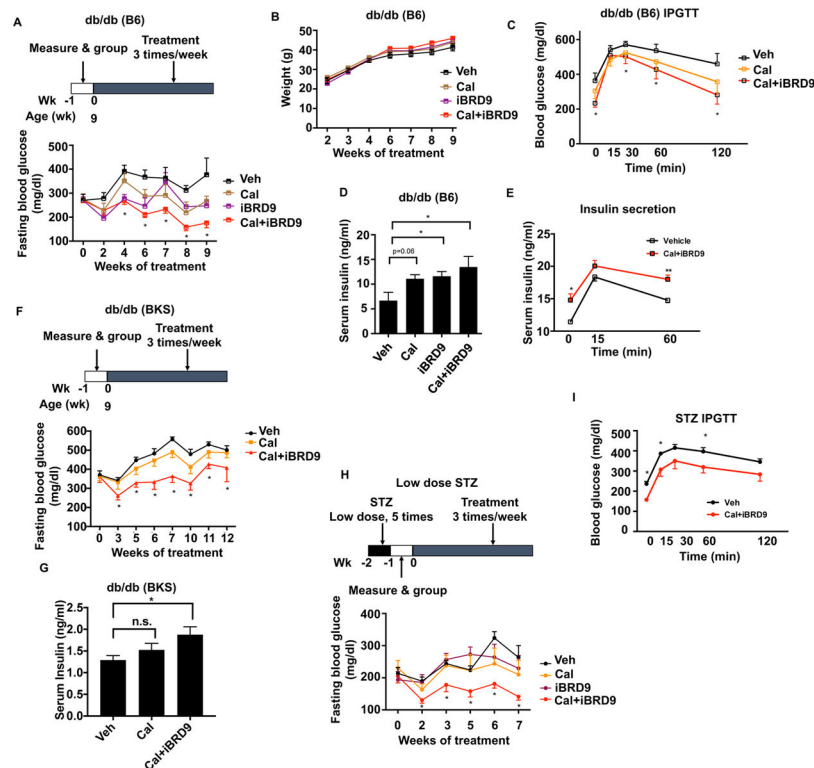 A
db/db (B6)
Measure & group
Treatment
3 times/week
Wk -1 0
Age (wk) 9
Fasting blood glucose
(mg/dl)
500
400
300
200
100
0 2 4 6 7 8 9
Weeks of treatment
* * * * *
Veh
Cal
iBRD9
Cal+iBRD9
B
db/db (B6)
Weight (g)
50
40
30
20
10
0
2 3 4 6 7 8 9
Weeks of treatment
Veh
Cal
iBRD9
Cal+iBRD9
C
db/db (B6) IPGTT
Blood glucose (mg/dl)
600
400
200
0 15 30 60 120
Time (min)
* * * *
Veh
Cal
Cal+iBRD9
D
db/db (B6)
Serum insulin (ng/ml)
20
15
10
5
0
*
*
p=0.06
Veh
Cal
iBRD9
Cal+iBRD9
E
Insulin secretion
Serum insulin (ng/ml)
25
20
15
10
0 15 60
Time (min)
* **
Vehicle
Cal+iBRD9
F
db/db (BKS)
Measure & group
Treatment
3 times/week
Wk -1 0
Age (wk) 9
Fasting blood glucose
(mg/dl)
600
500
400
300
200
100
0 3 5 6 7 10 11 12
Weeks of treatment
* * * * * * *
Veh
Cal
Cal+iBRD9
G
db/db (BKS)
Serum Insulin (ng/ml)
2.5
2.0
1.5
1.0
0.5
0.0
*
n.s.
Veh
Cal
Cal+iBRD9
H
Low dose STZ
STZ
Low dose, 5 times
Treatment
3 times/week
Wk -2 -1 0
Measure & group
Fasting blood glucose
(mg/dl)
400
300
200
100
0 2 3 5 6 7
Weeks of treatment
* * * * *
Veh
Cal
iBRD9
Cal+iBRD9
I
STZ IPGTT
Blood glucose (mg/dl)
500
400
300
200
100
0
0 15 30 60 120
Time (min)
* * *
Veh
Cal+iBRD9